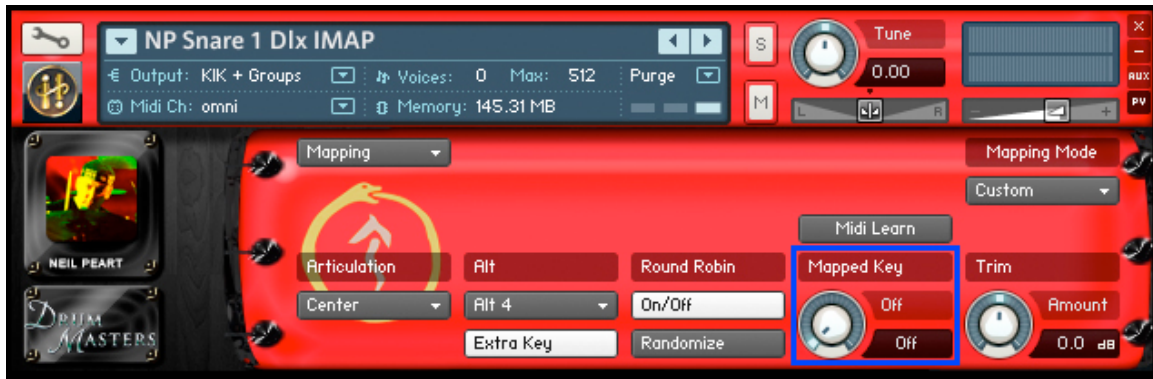 NP Snare 1 Dlx IMAP
Output: KIK + Groups
Voices: 0 Max: 512
Purge
Midi Ch: omni
Memory: 145.31 MB
S
M
Tune
0.00
L
R
AUX
PV
NEIL PEART
DRUM
MASTERS
Mapping
Mapping Mode
Custom
Midi Learn
Articulation
Alt
Round Robin
Mapped Key
Trim
Center
Alt 4
On/Off
Off
Amount
Extra Key
Randomize
Off
0.0 dB